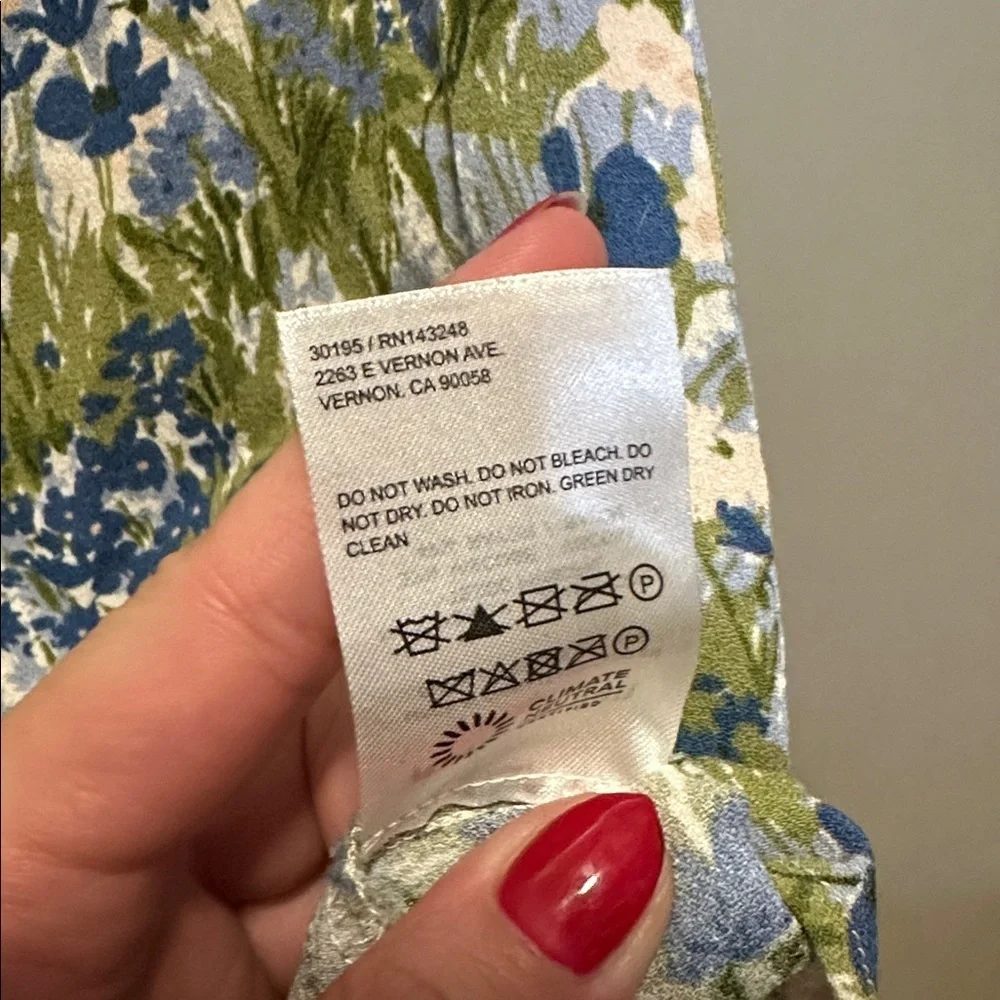 30195 / RN143248
2263 E VERNON AVE.
VERNON. CA 90058
DO NOT WASH. DO NOT BLEACH. DO
NOT DRY. DO NOT IRON. GREEN DRY
CLEAN
P
P
CLIMATE
NEUTRAL
CERTIFIED